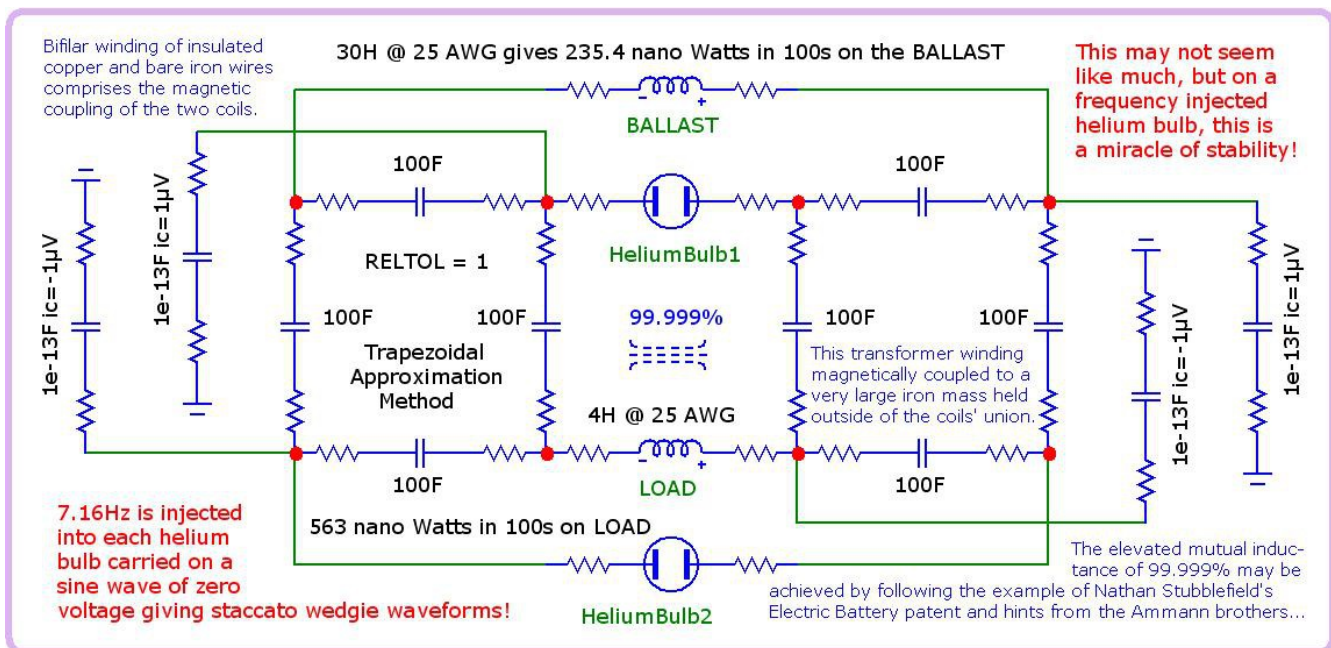 Bifilar winding of insulated
copper and bare iron wires
comprises the magnetic
coupling of the two coils.
30H @ 25 AWG gives 235.4 nano Watts in 100s on the BALLAST
This may not seem
like much, but on a
frequency injected
helium bulb, this is
a miracle of stability!
- +
BALLAST
100F
100F
1e-13F ic=-1µV
1e-13F ic=1µV
HeliumBulb1
RELTOL = 1
100F
100F
99.999%
100F
100F
1e-13F ic=-1µV
1e-13F ic=1µV
Trapezoidal
Approximation
Method
This transformer winding
magnetically coupled to a
very large iron mass held
outside of the coils' union.
4H @ 25 AWG
- +
LOAD
100F
100F
7.16Hz is injected
into each helium
bulb carried on a
sine wave of zero
voltage giving staccato wedgie waveforms!
563 nano Watts in 100s on LOAD
HeliumBulb2
The elevated mutual induc-
tance of 99.999% may be
achieved by following the example of Nathan Stubblefield's
Electric Battery patent and hints from the Ammann brothers...